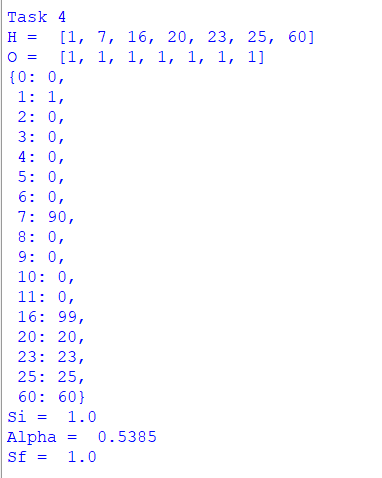 Task 4
H =  [1, 7, 16, 20, 23, 25, 60]
O =  [1, 1, 1, 1, 1, 1, 1]
{0: 0,
 1: 1,
 2: 0,
 3: 0,
 4: 0,
 5: 0,
 6: 0,
 7: 90,
 8: 0,
 9: 0,
 10: 0,
 11: 0,
 16: 99,
 20: 20,
 23: 23,
 25: 25,
 60: 60}
Si =  1.0
Alpha =  0.5385
Sf =  1.0